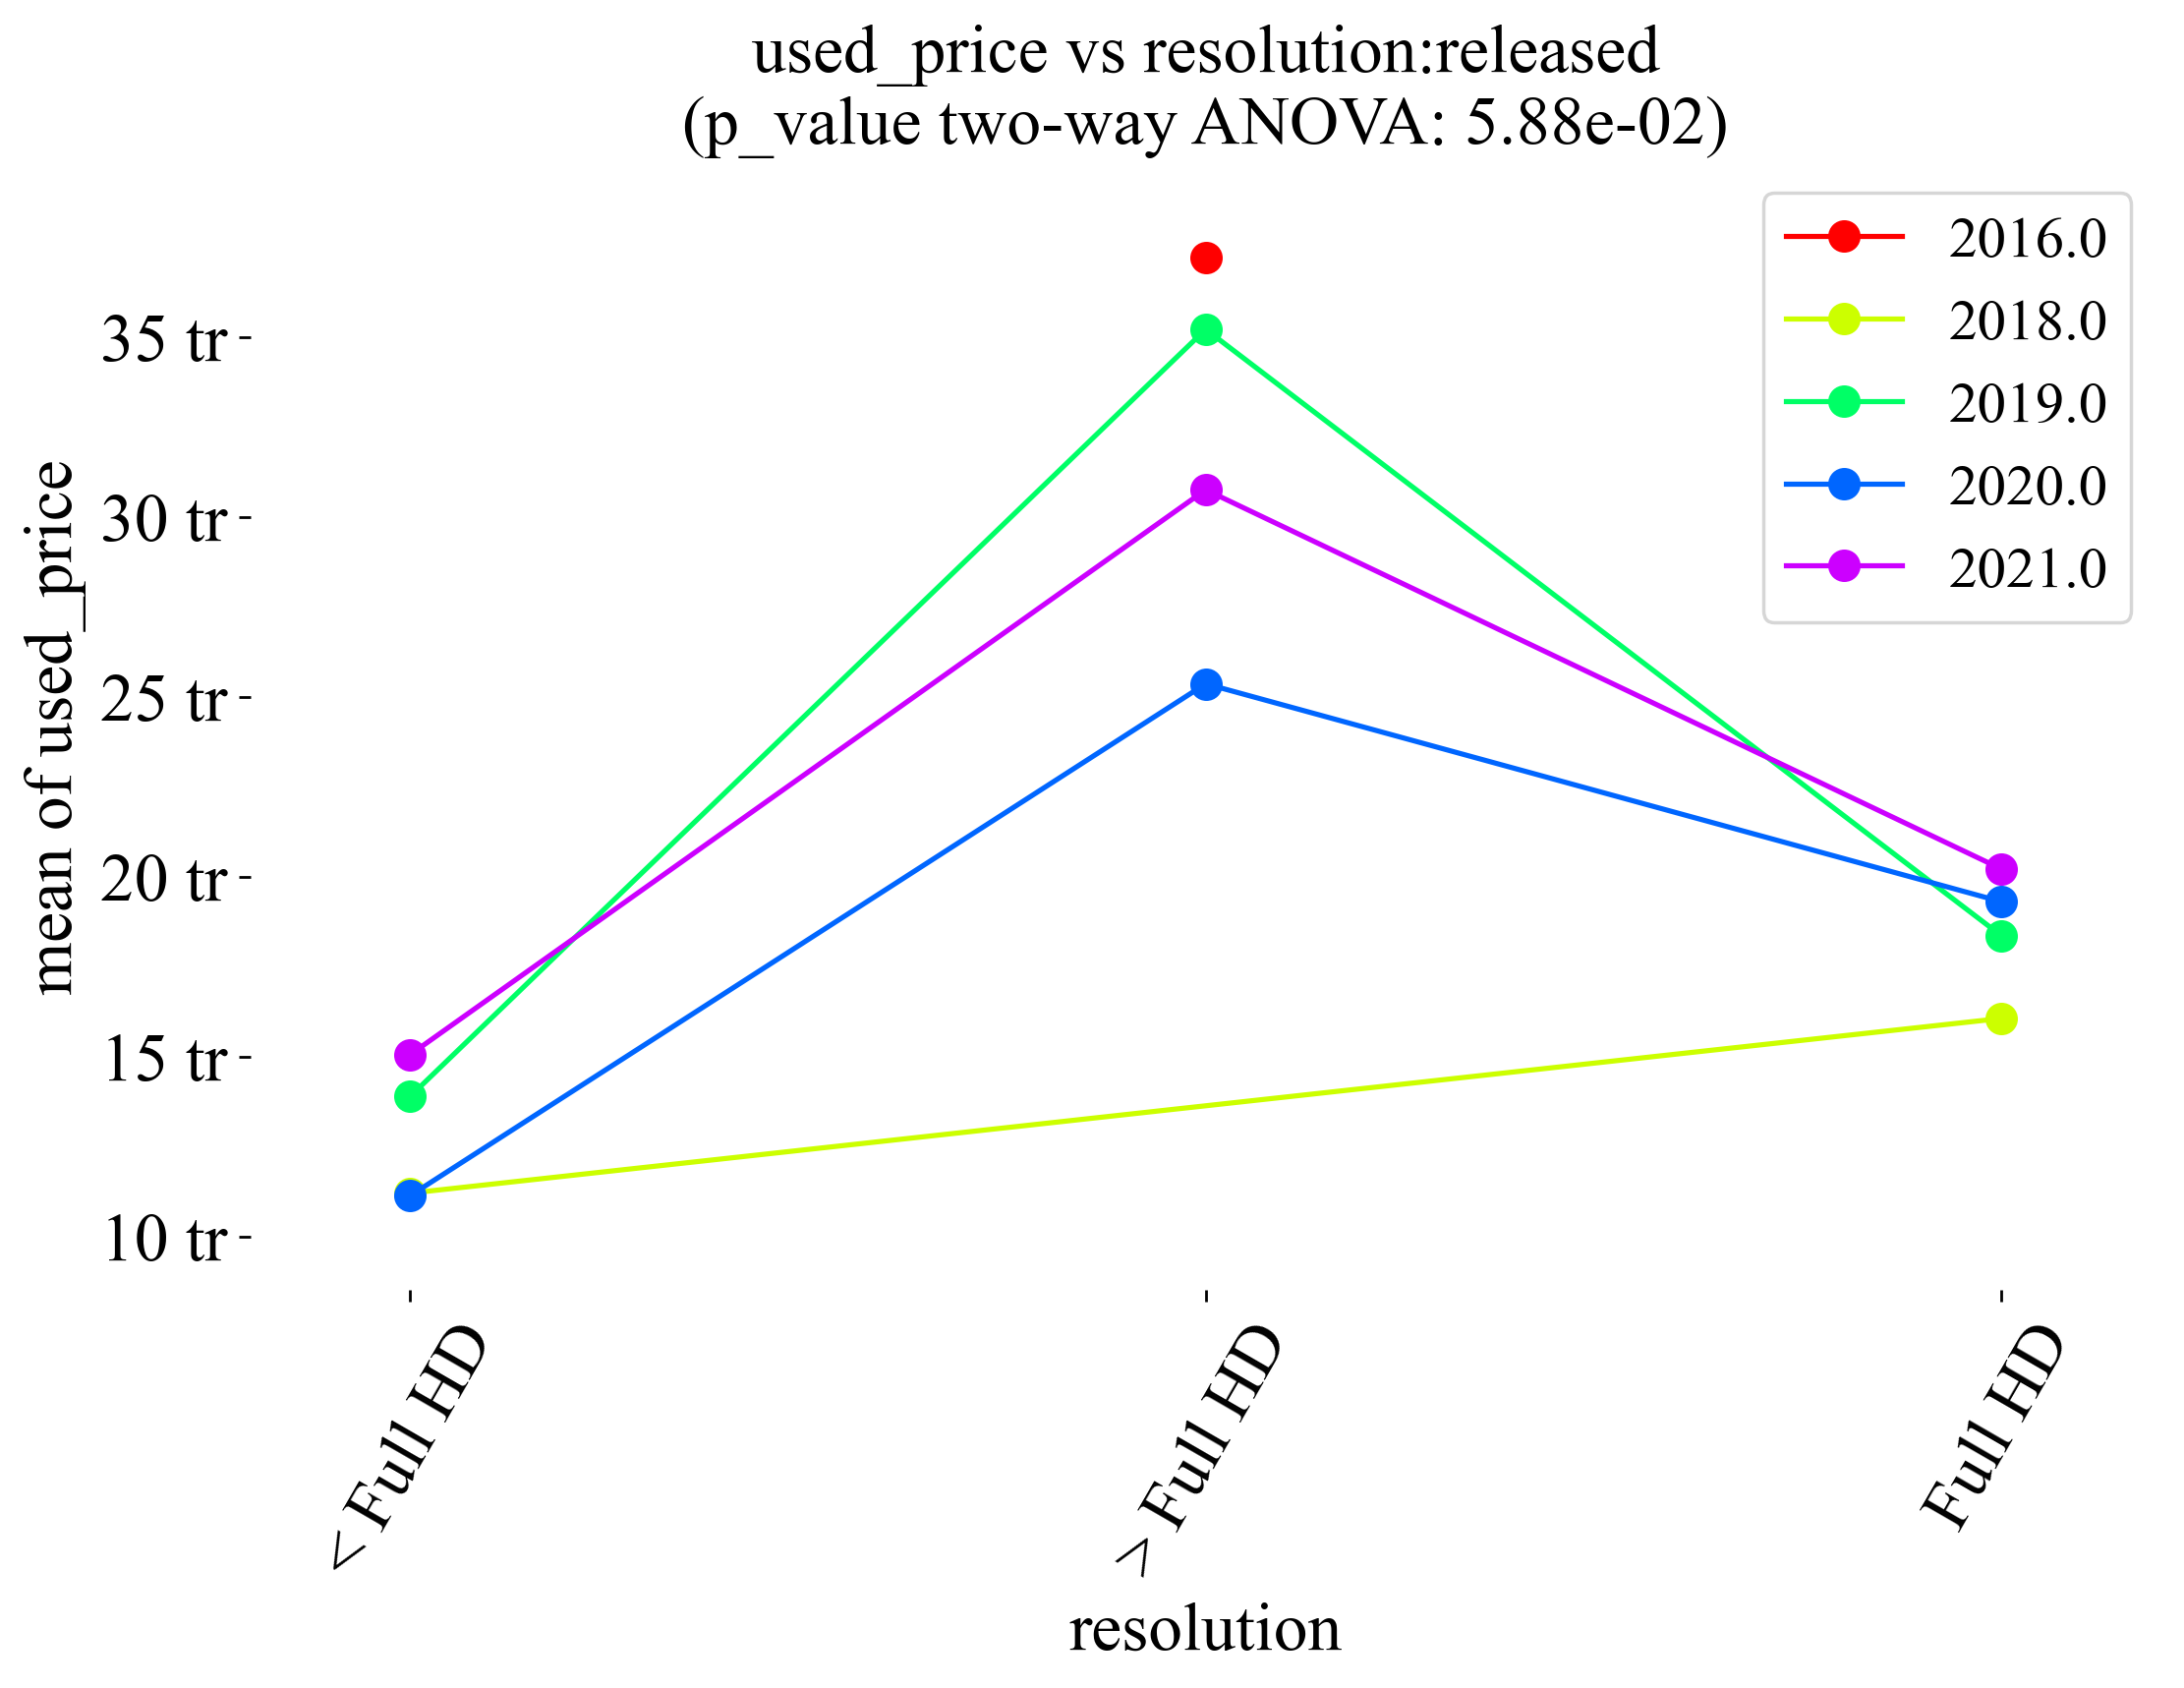 used_price vs resolution:released
(p_value two-way ANOVA: 5.88e-02)
2016.0
2018.0
2019.0
2020.0
2021.0
mean of used_price
35 tr
30 tr
25 tr
20 tr
15 tr
10 tr
< Full HD
> Full HD
Full HD
resolution